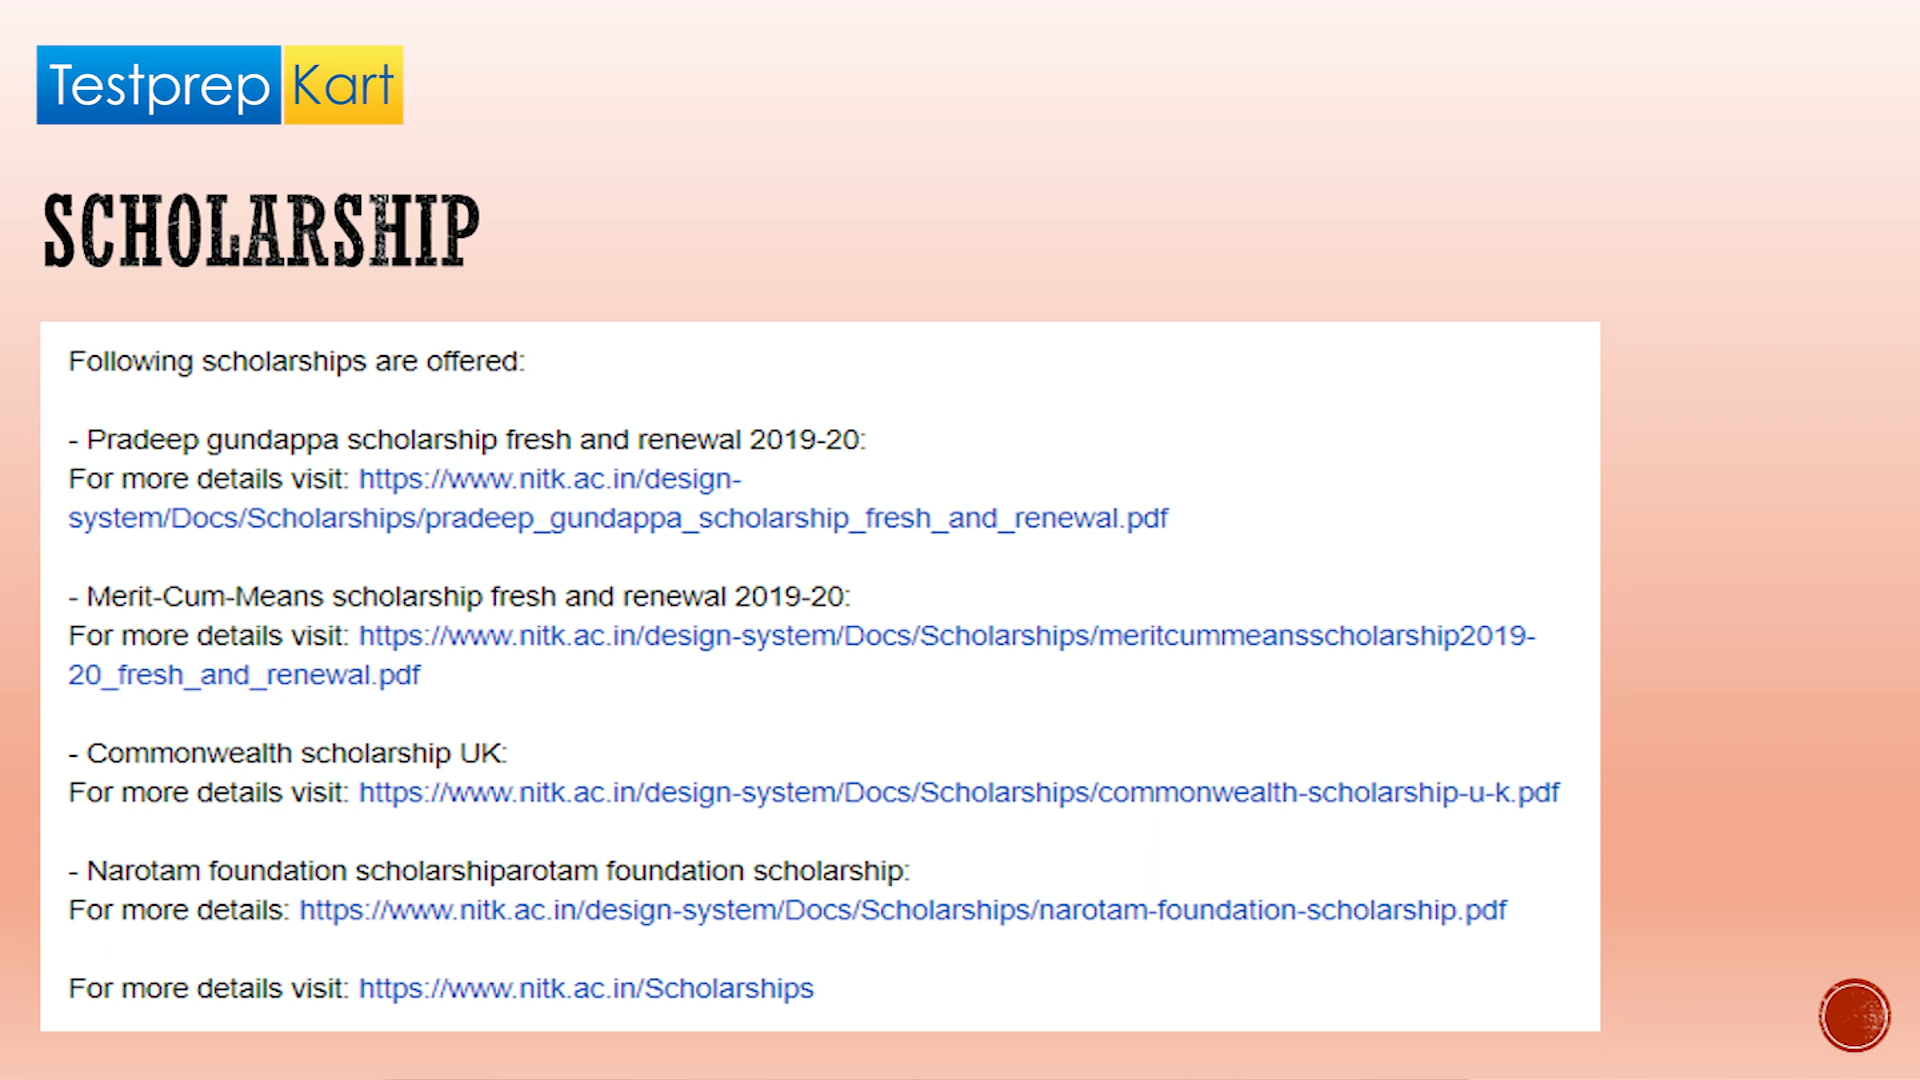 Testprep Kart
SCHOLARSHIP
Following scholarships are offered:
- Pradeep gundappa scholarship fresh and renewal 2019-20:
For more details visit: https://www.nitk.ac.in/design-
system/Docs/Scholarships/pradeep_gundappa_scholarship_fresh_and_renewal.pdf
- Merit-Cum-Means scholarship fresh and renewal 2019-20:
For more details visit: https://www.nitk.ac.in/design-system/Docs/Scholarships/meritcummeansscholarship2019-
20_fresh_and_renewal.pdf
- Commonwealth scholarship UK:
For more details visit: https://www.nitk.ac.in/design-system/Docs/Scholarships/commonwealth-scholarship-u-k.pdf
- Narotam foundation scholarshiparotam foundation scholarship:
For more details: https://www.nitk.ac.in/design-system/Docs/Scholarships/narotam-foundation-scholarship.pdf
For more details visit: https://www.nitk.ac.in/Scholarships